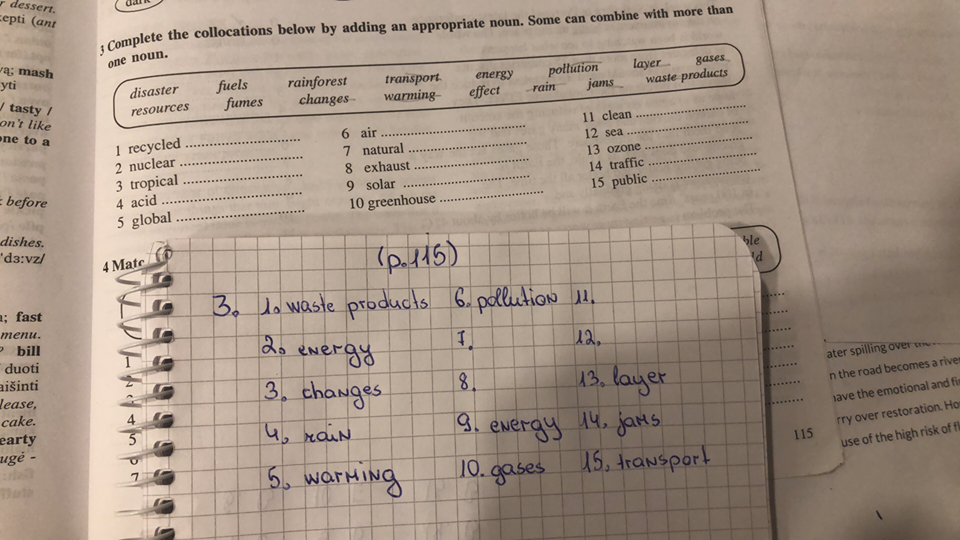 r dessert.
(ant
mash
yti
/ tasty /
on't like
one to a
before
dishes.
'dɜ:vz/
fast
menu.
bill
duoti
lease,
cake.
earty
ugė -
dark
3 Complete the collocations below by adding an appropriate noun. Some can combine with more than
one noun.
disaster fuels rainforest transport energy pollution layer gases
resources fumes changes warming effect rain jams waste products
1 recycled
2 nuclear
3 tropical
4 acid
5 global
6 air
7 natural
8 exhaust
9 solar
10 greenhouse
11 clean
12 sea
13 ozone
14 traffic
15 public
4 Matc
(p.115)
3. 1. waste products 6. pollution 11.
2. energy 7. 12.
3. changes 8. 13. layer
4. rain 9. energy 14. jams
5. warming 10. gases 15. transport
1
2
4
5
7
115
ater spilling over
n the road becomes a rive
ave the emotional and fi
rry over restoration. Ho
use of the high risk of fl